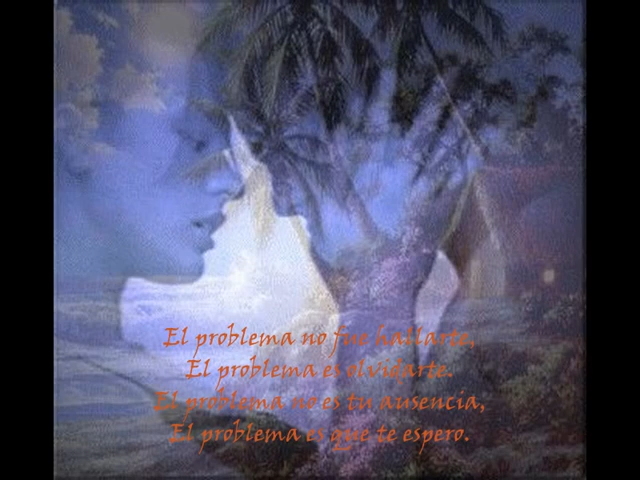 El problema no fue hallarte,
El problema es olvidarte.
El problema no es tu ausencia,
El problema es que te espero.